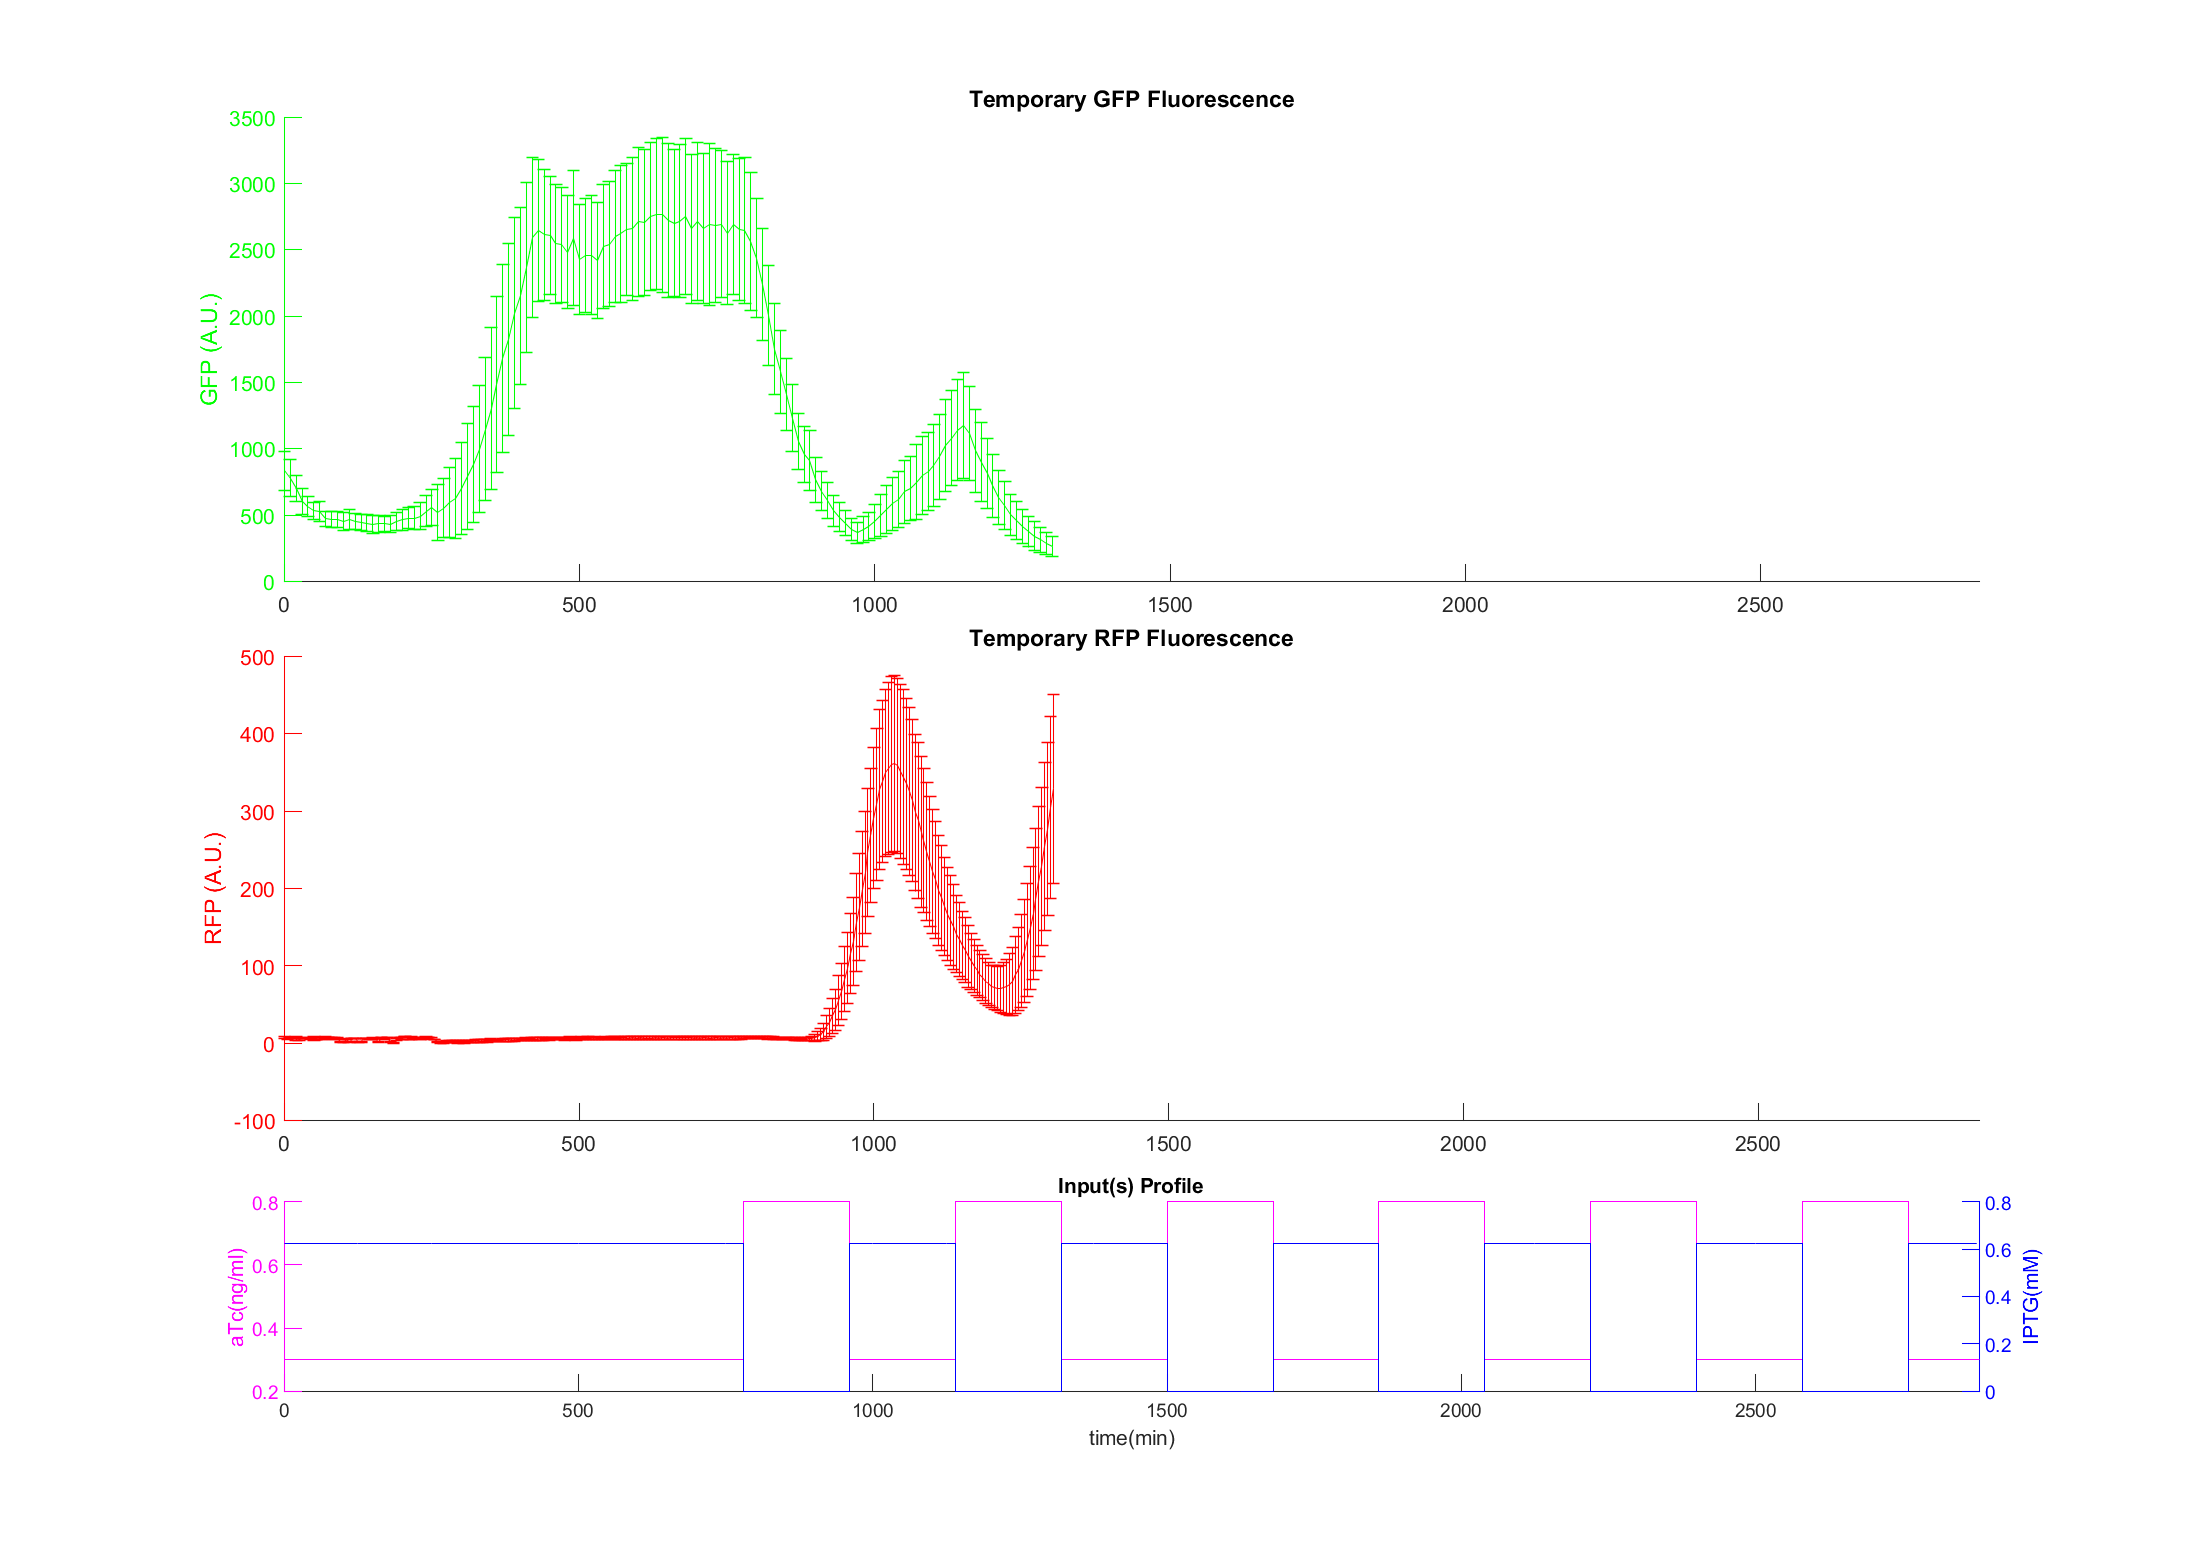 Temporary GFP Fluorescence
3500
3000
2500
2000
1500
1000
500
0
GFP (A.U.)
0 500 1000 1500 2000 2500
Temporary RFP Fluorescence
500
400
300
200
100
0
-100
RFP (A.U.)
0 500 1000 1500 2000 2500
Input(s) Profile
0.8
0.6
0.4
0.2
aTc(ng/ml)
0.8
0.6
0.4
0.2
0
IPTG(mM)
0 500 1000 1500 2000 2500
time(min)